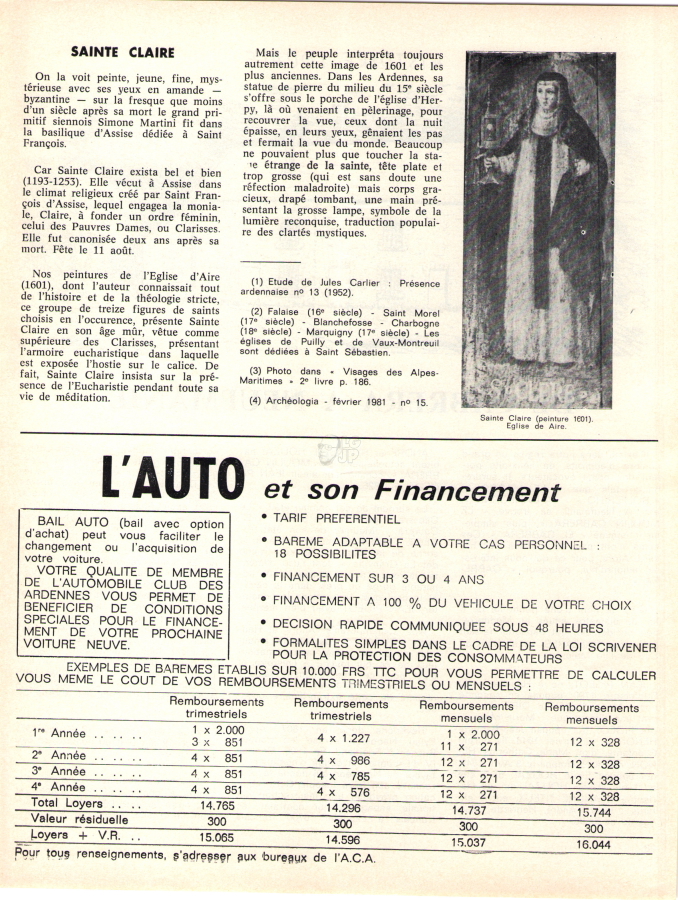 SAINTE CLAIRE
On la voit peinte, jeune, fine, mys-
térieuse avec ses yeux en amande —
byzantine — sur la fresque que moins
d'un siècle après sa mort le grand pri-
mitif siennois Simone Martini fit dans
la basilique d'Assise dédiée à Saint
François.
Car Sainte Claire exista bel et bien
(1193-1253). Elle vécut à Assise dans
le climat religieux créé par Saint Fran-
çois d'Assise, lequel engagea la monia-
le, Claire, à fonder un ordre féminin,
celui des Pauvres Dames, ou Clarisses.
Elle fut canonisée deux ans après sa
mort. Fête le 11 août.
Nos peintures de l'Eglise d'Aire
(1601), dont l'auteur connaissait tout
de l'histoire et de la théologie stricte,
ce groupe de treize figures de saints
choisis en l'occurence, présente Sainte
Claire en son âge mûr, vêtue comme
supérieure des Clarisses, présentant
l'armoire eucharistique dans laquelle
est exposée l'hostie sur le calice. De
fait, Sainte Claire insista sur la pré-
sence de l'Eucharistie pendant toute sa
vie de méditation.
Mais le peuple interpréta toujours
autrement cette image de 1601 et les
plus anciennes. Dans les Ardennes, sa
statue de pierre du milieu du 15e siècle
s'offre sous le porche de l'église d'Her-
py, là où venaient en pèlerinage, pour
recouvrer la vue, ceux dont la nuit
épaisse, en leurs yeux, gênaient les pas
et fermait la vue du monde. Beaucoup
ne pouvaient plus que toucher la sta-
re étrange de la sainte, tête plate et
trop grosse (qui est sans doute une
réfection maladroite) mais corps gra-
cieux, drapé tombant, une main pré-
sentant la grosse lampe, symbole de la
lumière reconquise, traduction populai-
re des clartés mystiques.
(1) Etude de Jules Carlier : Présence
ardennaise no 13 (1952).
(2) Falaise (16e siècle) - Saint Morel
(17e siècle) - Blanchefosse - Charbogne
(18e siècle) - Marquigny (17e siècle) - Les
églises de Puilly et de Vaux-Montreuil
sont dédiées à Saint Sébastien.
(3) Photo dans « Visages des Alpes-
Maritimes » 2e livre p. 186.
(4) Archéologia - février 1981 - no 15.
Sainte Claire (peinture 1601).
Eglise de Aire.
L'AUTO et son Financement
BAIL AUTO (bail avec option
d'achat) peut vous faciliter le
changement ou l'acquisition de
votre voiture.
VOTRE QUALITE DE MEMBRE
DE L'AUTOMOBILE CLUB DES
ARDENNES VOUS PERMET DE
BENEFICIER DE CONDITIONS
SPECIALES POUR LE FINANCE-
MENT DE VOTRE PROCHAINE
VOITURE NEUVE.
• TARIF PREFERENTIEL
• BAREME ADAPTABLE A VOTRE CAS PERSONNEL :
18 POSSIBILITES
• FINANCEMENT SUR 3 OU 4 ANS
• FINANCEMENT A 100 % DU VEHICULE DE VOTRE CHOIX
• DECISION RAPIDE COMMUNIQUEE SOUS 48 HEURES
• FORMALITES SIMPLES DANS LE CADRE DE LA LOI SCRIVENER
POUR LA PROTECTION DES CONSOMMATEURS
EXEMPLES DE BAREMES ETABLIS SUR 10.000 FRS TTC POUR VOUS PERMETTRE DE CALCULER
VOUS MEME LE COUT DE VOS REMBOURSEMENTS TRIMESTRIELS OU MENSUELS :
Remboursements trimestriels Remboursements trimestriels Remboursements mensuels Remboursements mensuels
1re Année .. .. .. 1 x 2.000 3 x 851 4 x 1.227 1 x 2.000 11 x 271 12 x 328
2e Année .. .. .. 4 x 851 4 x 986 12 x 271 12 x 328
3e Année .. .. .. 4 x 851 4 x 785 12 x 271 12 x 328
4e Année .. .. .. 4 x 851 4 x 576 12 x 271 12 x 328
Total Loyers .. .. 14.765 14.296 14.737 15.744
Valeur résiduelle 300 300 300 300
Loyers + V.R. .. 15.065 14.596 15.037 16.044
Pour tous renseignements, s'adresser aux bureaux de l'A.C.A.